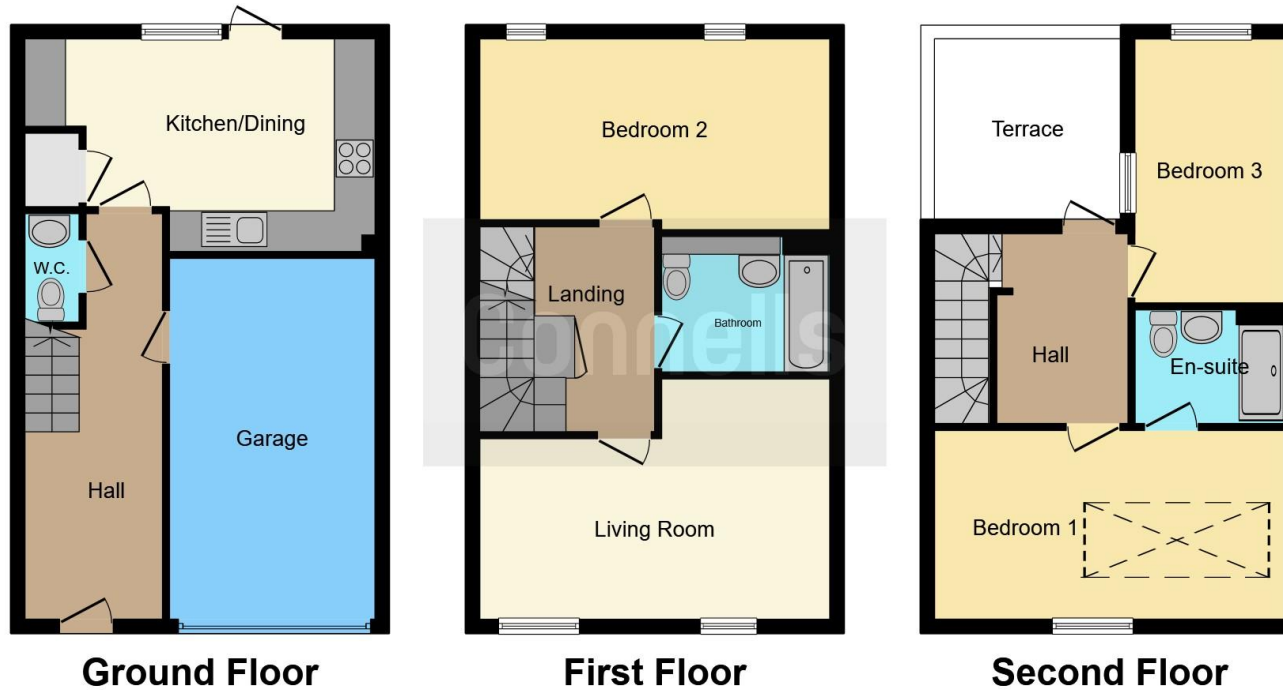 Kitchen/Dining
W.C.
Hall
Garage
Ground Floor
Bedroom 2
Landing
Bathroom
Living Room
First Floor
Terrace
Bedroom 3
Hall
En-suite
Bedroom 1
Second Floor
Connells